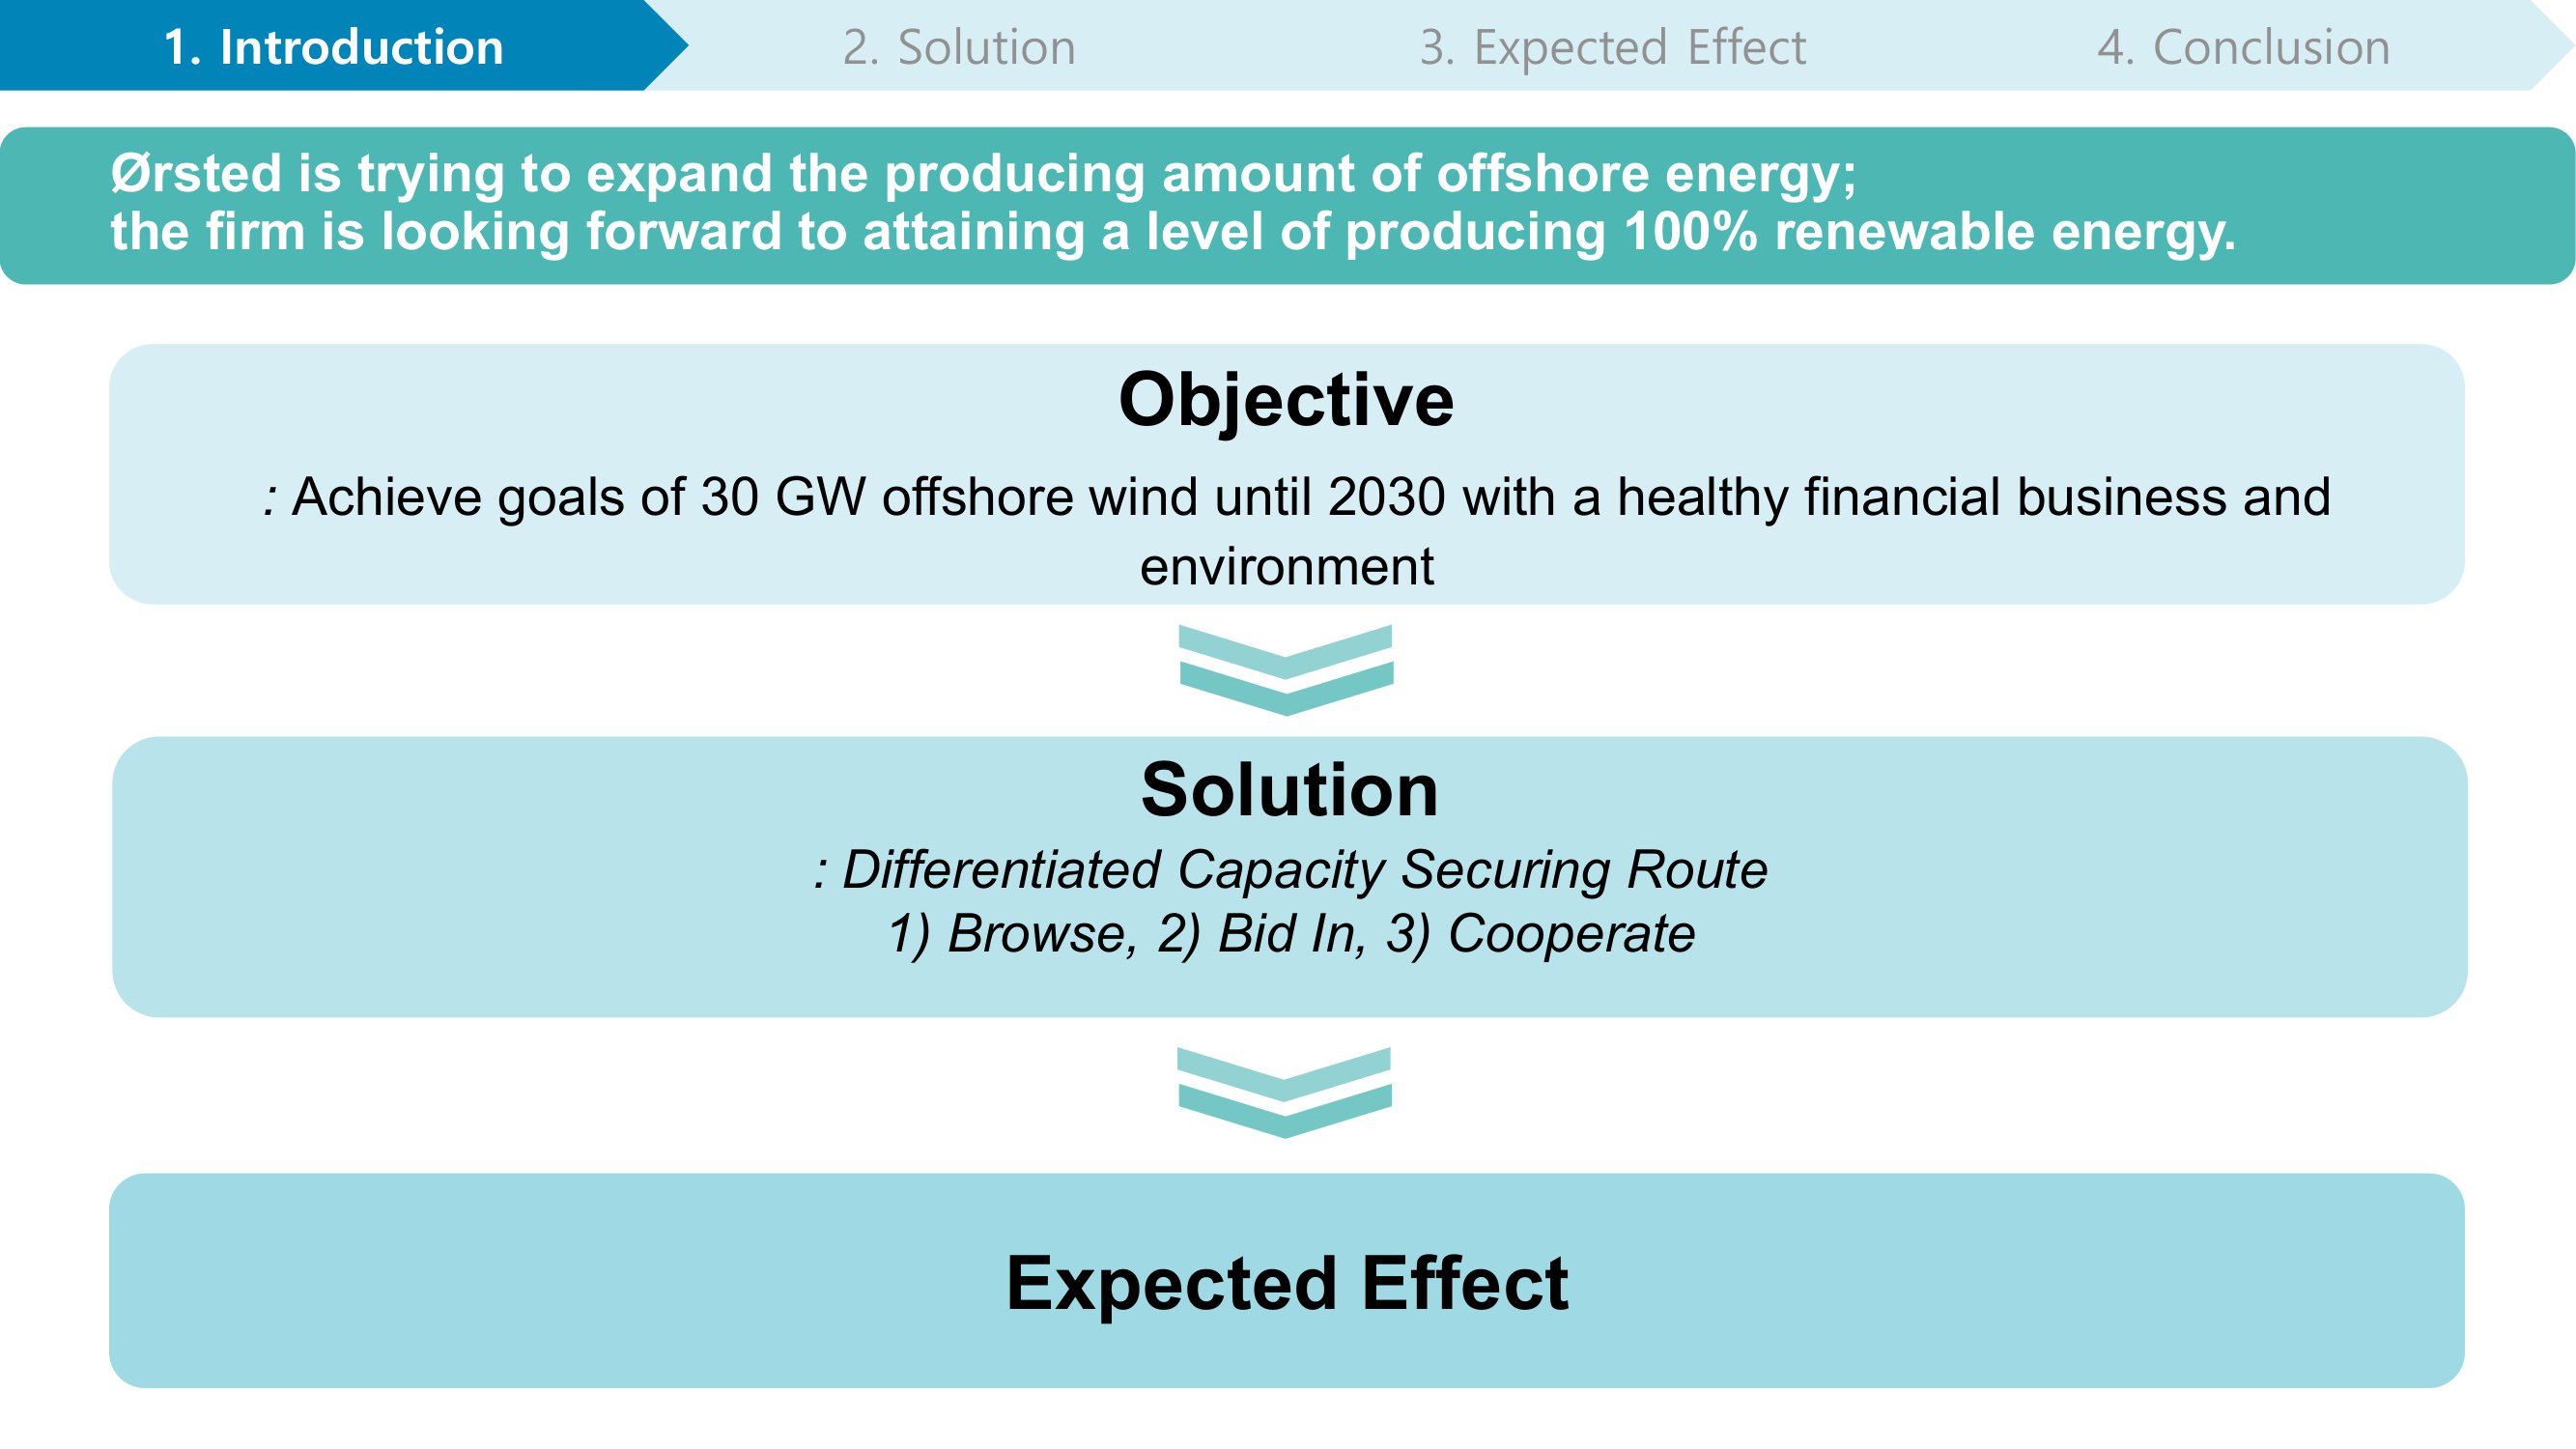 1. Introduction
2. Solution
3. Expected Effect
4. Conclusion
Ørsted is trying to expand the producing amount of offshore energy;
the firm is looking forward to attaining a level of producing 100% renewable energy.
Objective
: Achieve goals of 30 GW offshore wind until 2030 with a healthy financial business and
environment
Solution
: Differentiated Capacity Securing Route
1) Browse, 2) Bid In, 3) Cooperate
Expected Effect